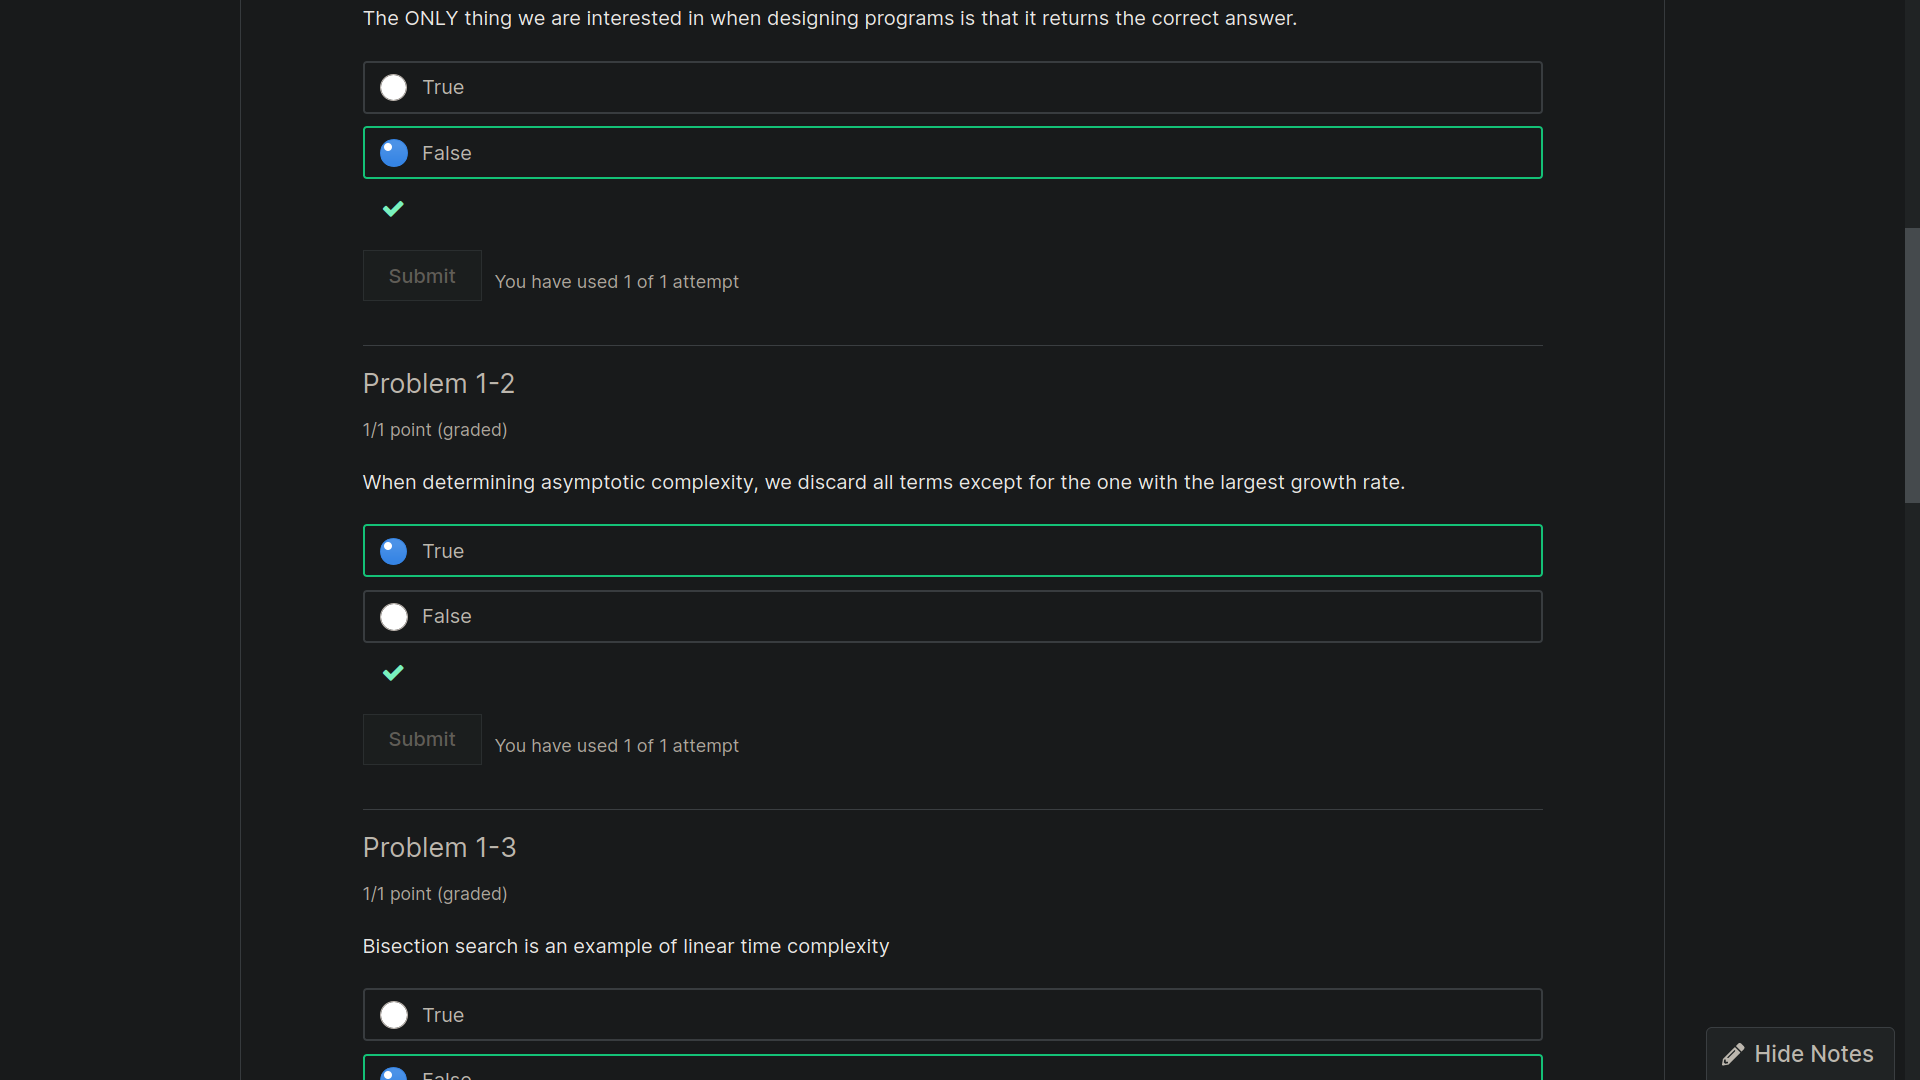 The ONLY thing we are interested in when designing programs is that it returns the correct answer.
True
False
Submit
You have used 1 of 1 attempt
Problem 1-2
1/1 point (graded)
When determining asymptotic complexity, we discard all terms except for the one with the largest growth rate.
True
False
Submit
You have used 1 of 1 attempt
Problem 1-3
1/1 point (graded)
Bisection search is an example of linear time complexity
True
False
Hide Notes